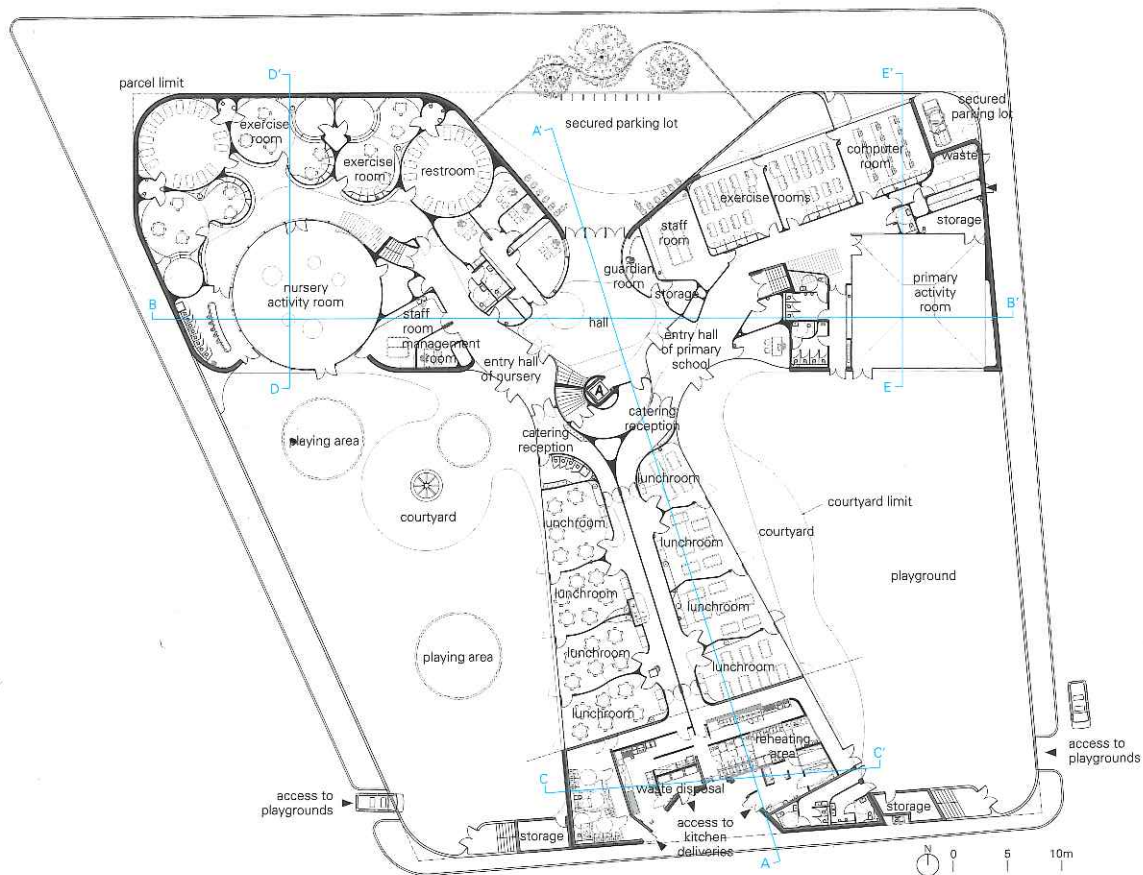 D'
E'
parcel limit
A'
secured
parking lot
secured parking lot
exercise
room
computer
room
waste
exercise
room
restroom
exercise rooms
storage
staff
room
guardian
room
primary
activity
room
nursery
activity room
storage
B
B'
staff
room
management
room
hall
entry hall
of primary
school
entry hall
of nursery
D
E
A
catering
reception
catering
reception
playing area
lunchroom
courtyard limit
courtyard
lunchroom
courtyard
lunchroom
playground
lunchroom
lunchroom
lunchroom
playing area
lunchroom
lunchroom
reheating
area
C'
access to
playgrounds
C
waste disposal
access to
playgrounds
storage
access to
kitchen
deliveries
storage
A
N
0 5 10m